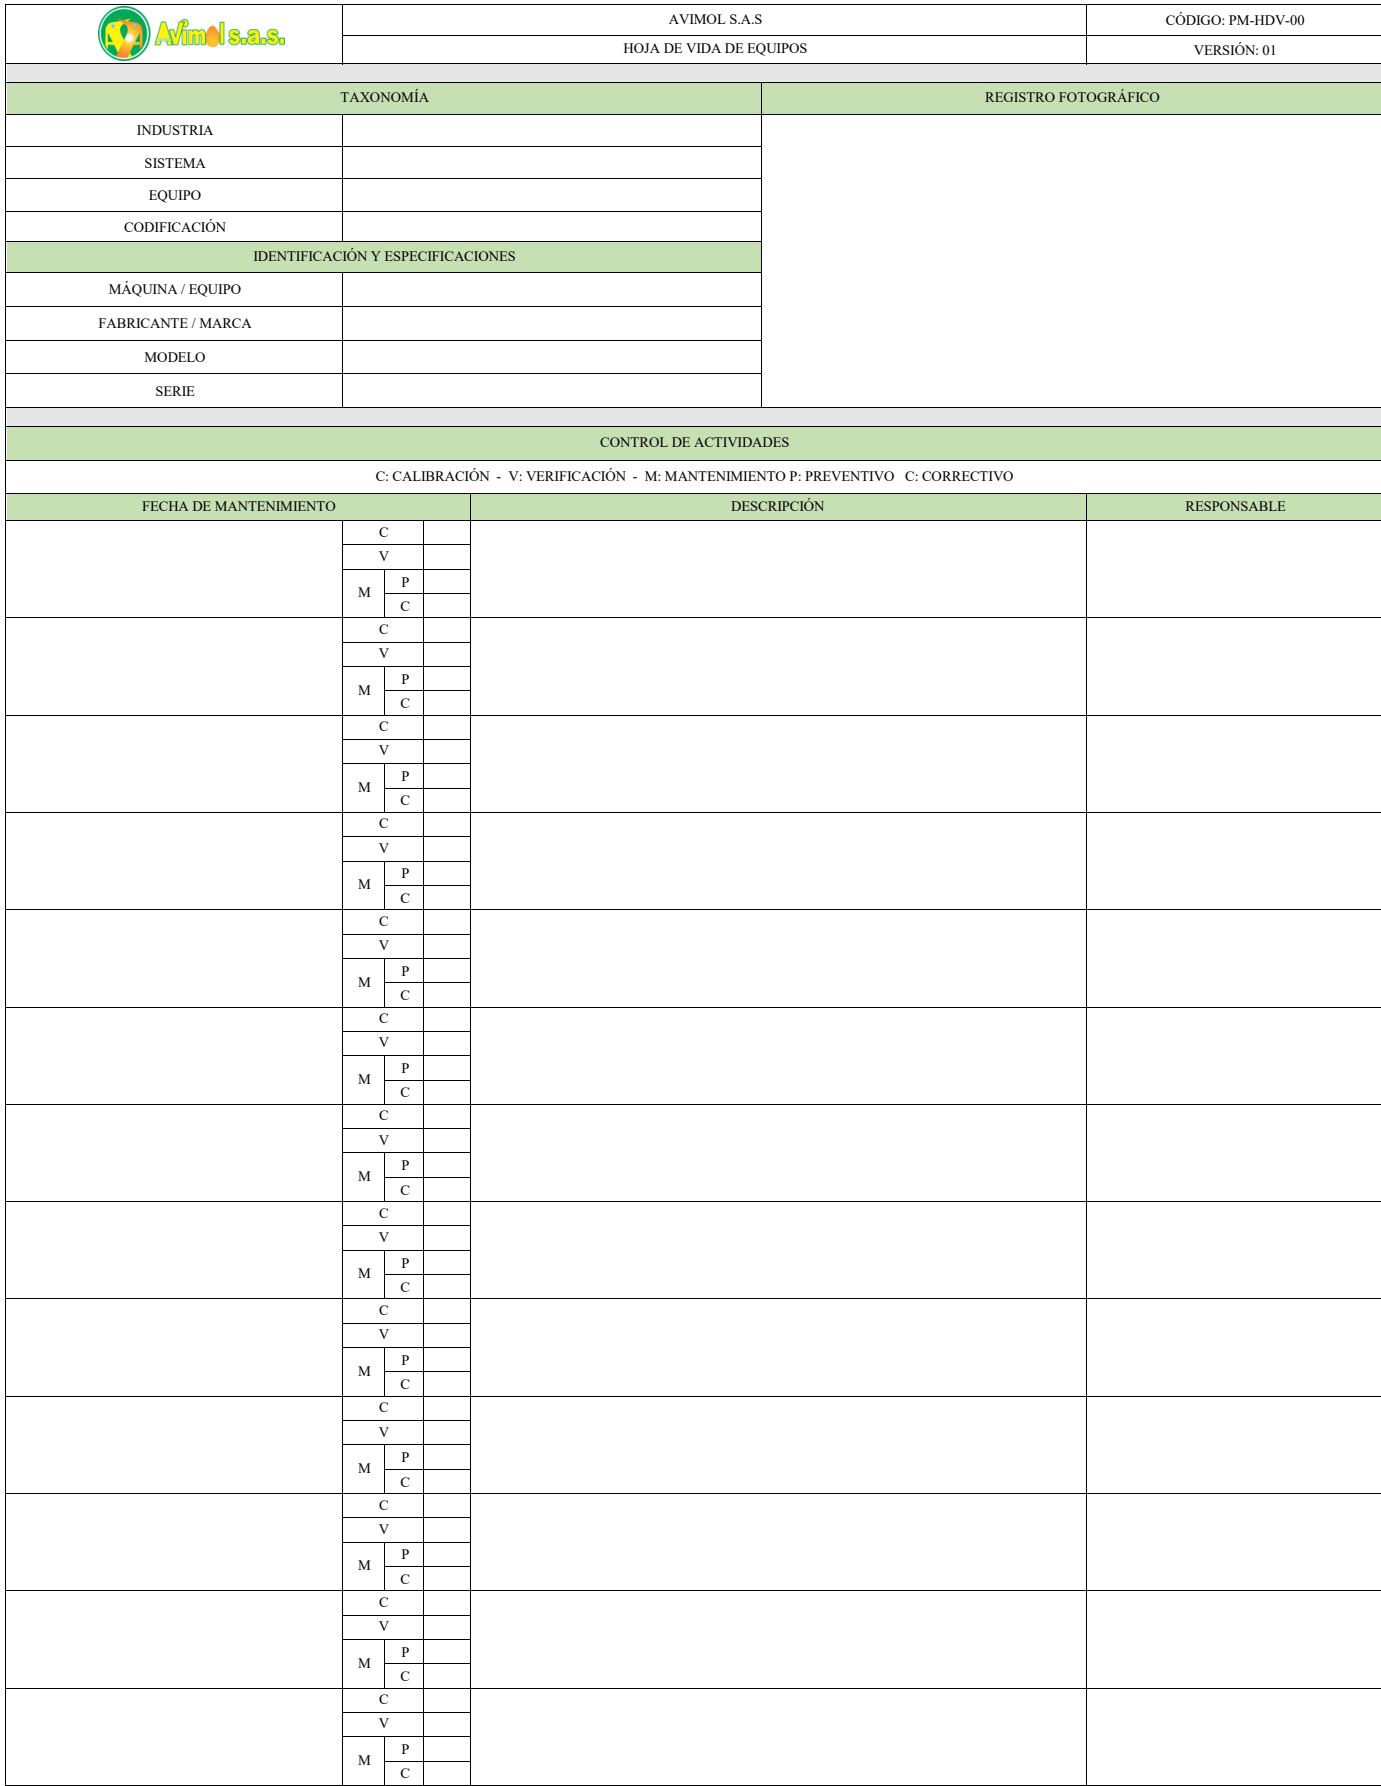 Avimol s.a.s.
AVIMOL S.A.S
CÓDIGO: PM-HDV-00
HOJA DE VIDA DE EQUIPOS
VERSIÓN: 01
TAXONOMÍA
REGISTRO FOTOGRÁFICO
INDUSTRIA
SISTEMA
EQUIPO
CODIFICACIÓN
IDENTIFICACIÓN Y ESPECIFICACIONES
MÁQUINA / EQUIPO
FABRICANTE / MARCA
MODELO
SERIE
CONTROL DE ACTIVIDADES
C: CALIBRACIÓN - V: VERIFICACIÓN - M: MANTENIMIENTO P: PREVENTIVO C: CORRECTIVO
FECHA DE MANTENIMIENTO
DESCRIPCIÓN
RESPONSABLE
C
V
M
P
C
C
V
M
P
C
C
V
M
P
C
C
V
M
P
C
C
V
M
P
C
C
V
M
P
C
C
V
M
P
C
C
V
M
P
C
C
V
M
P
C
C
V
M
P
C
C
V
M
P
C
C
V
M
P
C
C
V
M
P
C